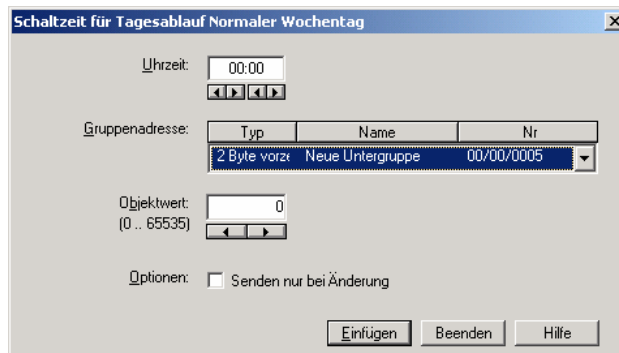 Schaltzeit für Tagesablauf Normaler Wochentag
Uhrzeit: 00:00
Gruppenadresse: Typ Name Nr
2 Byte vorze Neue Untergruppe 00/00/0005
Objektwert: 0
(0 .. 65535)
Optionen: Senden nur bei Änderung
Einfügen Beenden Hilfe